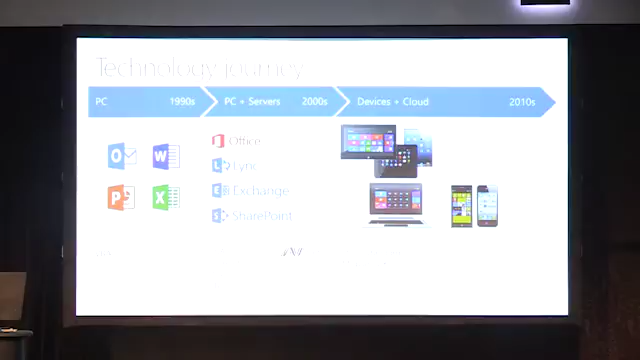 Technology journey
PC 1990s
PC + Servers 2000s
Devices + Cloud 2010s
O
W
P
X
Office
Lync
Exchange
SharePoint